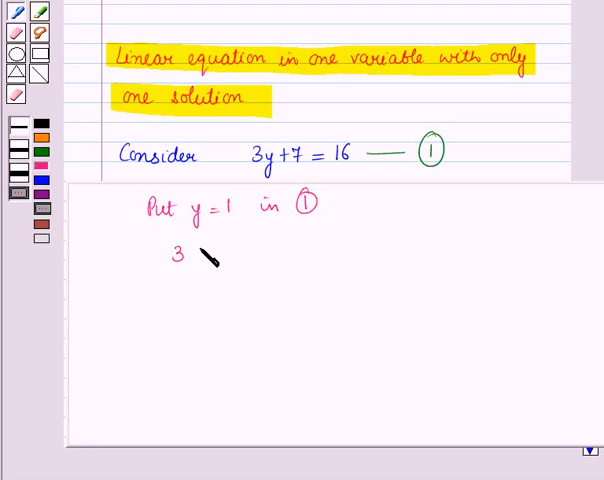 Linear equation in one variable with only
one solution
Consider 3y+7 = 16 — ①
Put y = 1 in ①
3